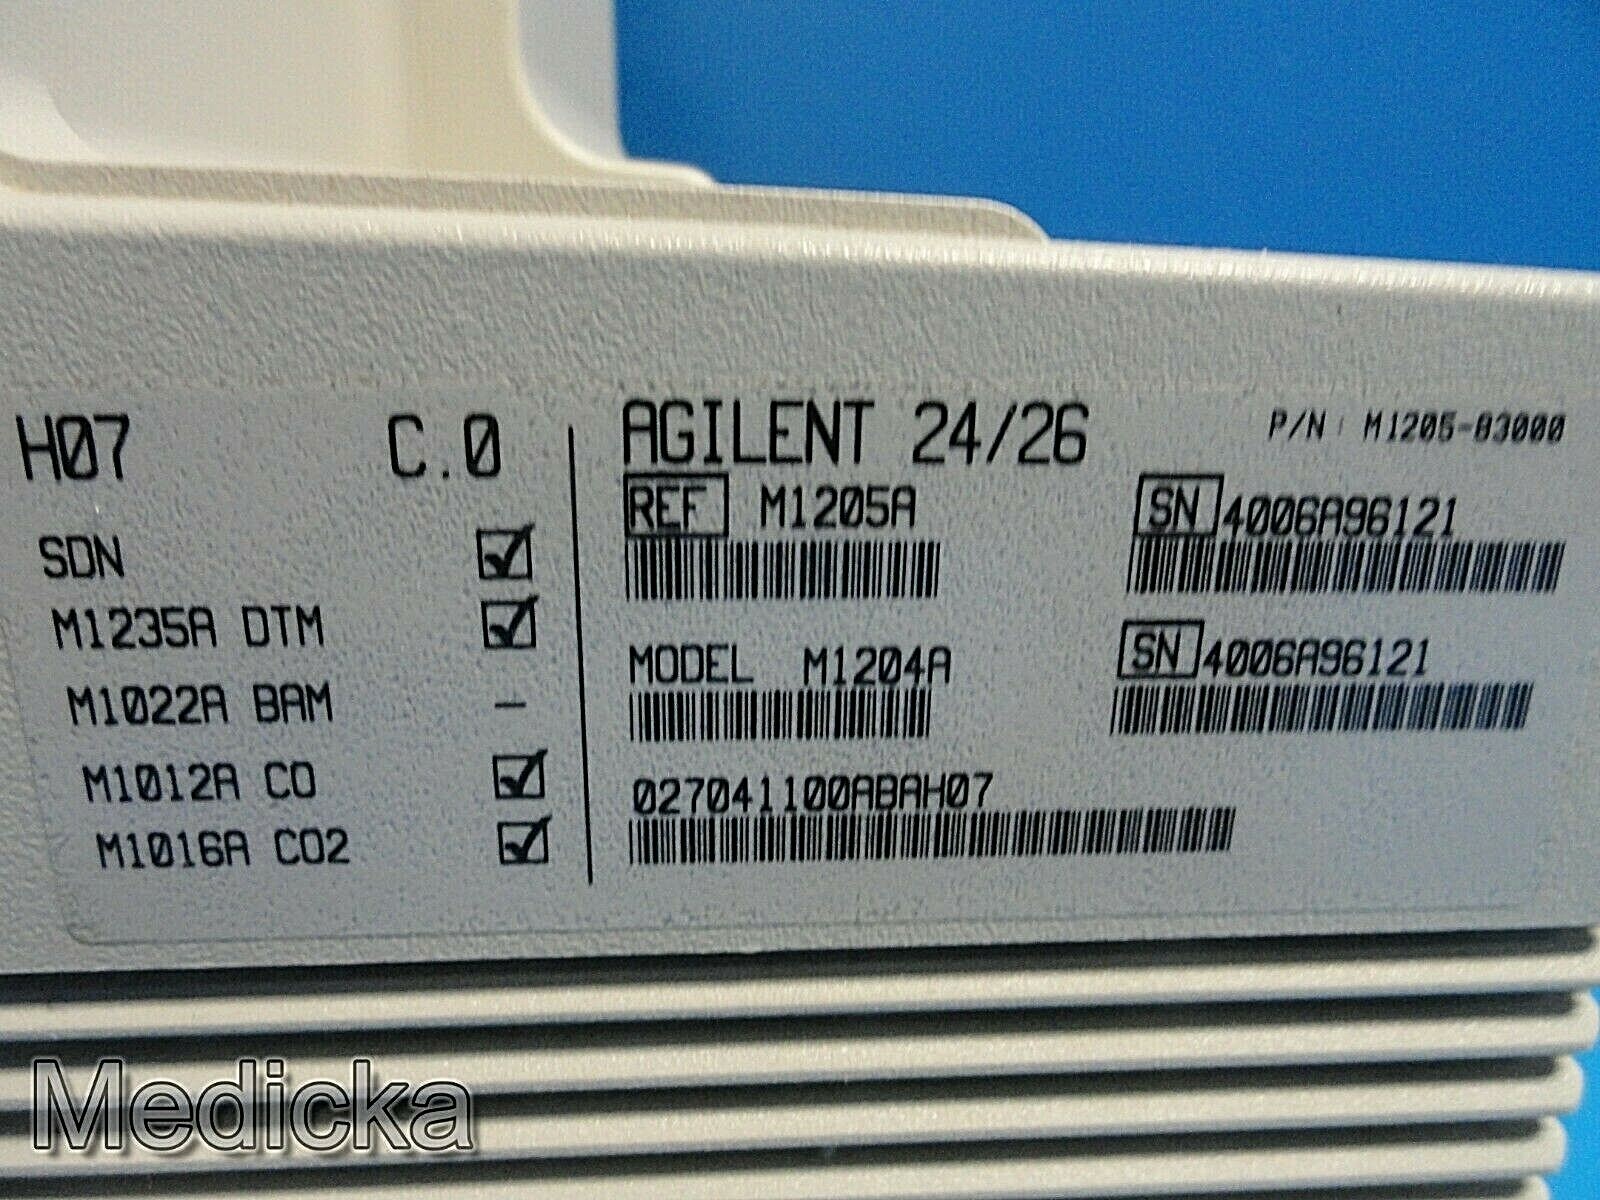 H07 C.0
SDN
M1235A DTM
M1022A BAM –
M1012A CO
M1016A CO2
AGILENT 24/26
P/N: M1205-83000
REF M1205A
SN 4006A96121
MODEL M1204A
SN 4006A96121
027041100ABAH07
Medicka